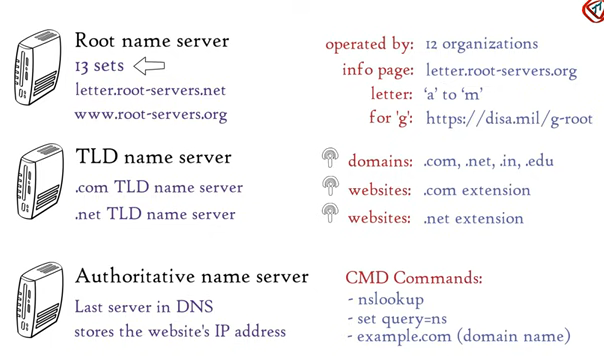 Root name server
13 sets
letter.root-servers.net
www.root-servers.org
operated by: 12 organizations
info page: letter.root-servers.org
letter: ‘a’ to ‘m’
for 'g': https://disa.mil/g-root
TLD name server
.com TLD name server
.net TLD name server
domains: .com, .net, .in, .edu
websites: .com extension
websites: .net extension
Authoritative name server
Last server in DNS
stores the website's IP address
CMD Commands:
- nslookup
- set query=ns
- example.com (domain name)